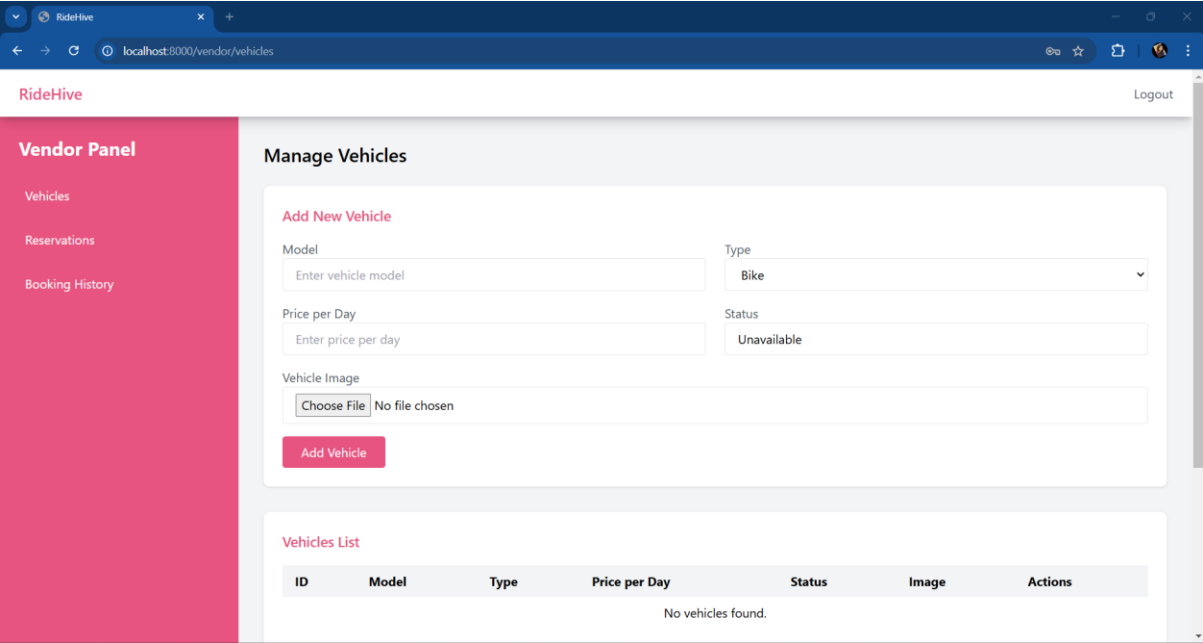 RideHive
localhost:8000/vendor/vehicles
RideHive
Logout
Vendor Panel
Vehicles
Reservations
Booking History
Manage Vehicles
Add New Vehicle
Model
Type
Enter vehicle model
Bike
Price per Day
Status
Enter price per day
Unavailable
Vehicle Image
Choose File No file chosen
Add Vehicle
Vehicles List
ID Model Type Price per Day Status Image Actions
No vehicles found.